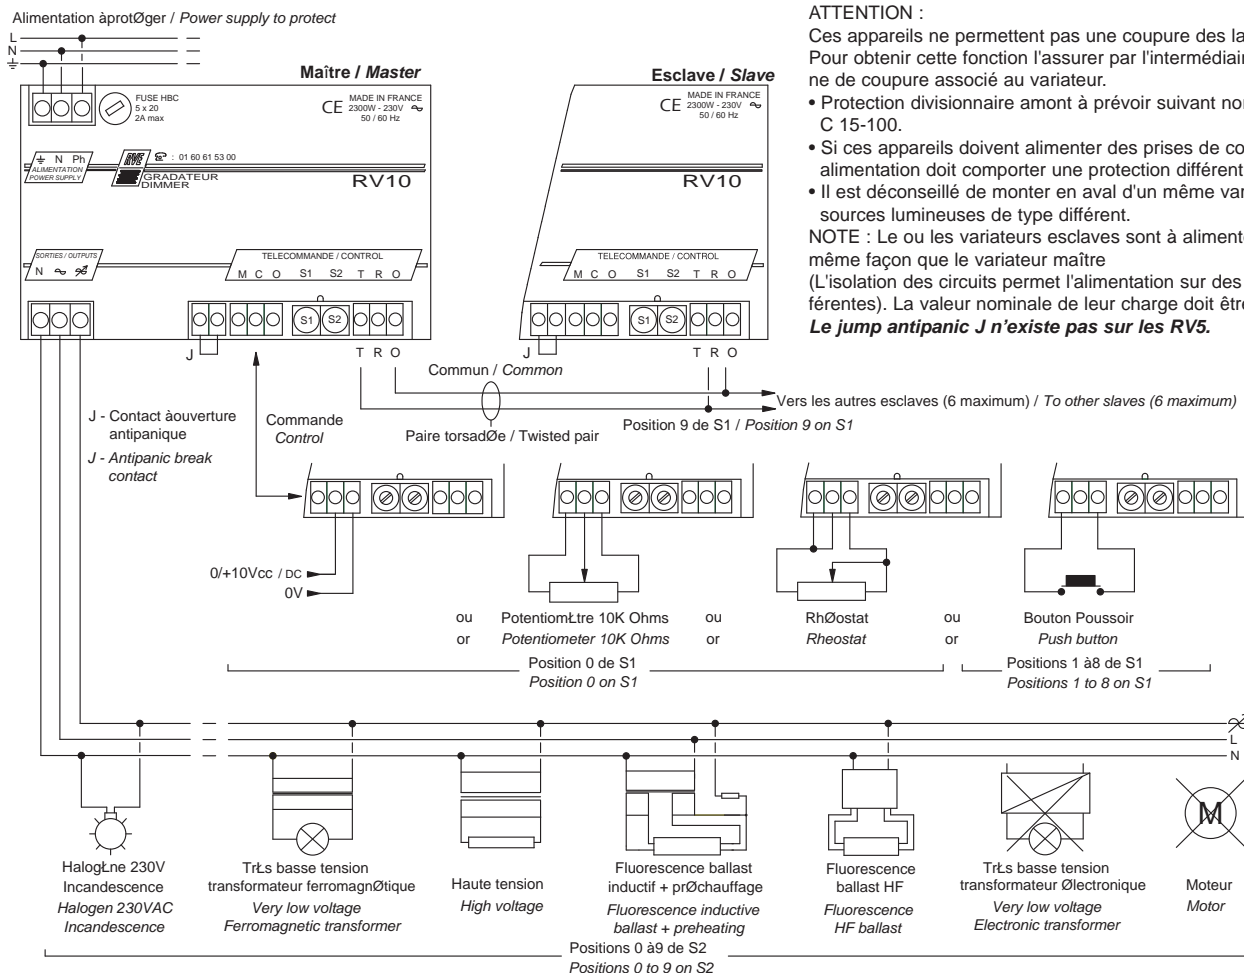 Alimentation àprotØger / Power supply to protect
L
N
Maître / Master
FUSE HBC
5 x 20
2A max
CE
MADE IN FRANCE
2300W - 230V
50 / 60 Hz
N Ph
ALIMENTATION
POWER SUPPLY
: 01 60 61 53 00
GRADATEUR
DIMMER
RV10
SORTIES / OUTPUTS
N
TELECOMMANDE / CONTROL
M C O S1 S2 T R O
S1 S2
J
T R O
Esclave / Slave
CE
MADE IN FRANCE
2300W - 230V
50 / 60 Hz
RV10
TELECOMMANDE / CONTROL
M C O S1 S2 T R O
S1 S2
J
T R O
ATTENTION :
Ces appareils ne permettent pas une coupure des la
Pour obtenir cette fonction l'assurer par l'intermédiair
ne de coupure associé au variateur.
• Protection divisionnaire amont à prévoir suivant nor
C 15-100.
• Si ces appareils doivent alimenter des prises de co
alimentation doit comporter une protection différent
• Il est déconseillé de monter en aval d'un même var
sources lumineuses de type différent.
NOTE : Le ou les variateurs esclaves sont à aliment
même façon que le variateur maître
(L'isolation des circuits permet l'alimentation sur des
férentes). La valeur nominale de leur charge doit êtr
Le jump antipanic J n'existe pas sur les RV5.
J - Contact àouverture
antipanique
J - Antipanic break
contact
Commande
Control
Commun / Common
Paire torsadØe / Twisted pair
Vers les autres esclaves (6 maximum) / To other slaves (6 maximum)
Position 9 de S1 / Position 9 on S1
0/+10Vcc / DC
0V
ou
or
PotentiomŁtre 10K Ohms
Potentiometer 10K Ohms
ou
or
RhØostat
Rheostat
ou
or
Bouton Poussoir
Push button
Position 0 de S1
Position 0 on S1
Positions 1 à8 de S1
Positions 1 to 8 on S1
L
N
HalogŁne 230V
Incandescence
Halogen 230VAC
Incandescence
TrŁs basse tension
transformateur ferromagnØtique
Very low voltage
Ferromagnetic transformer
Haute tension
High voltage
Fluorescence ballast
inductif + prØchauffage
Fluorescence inductive
ballast + preheating
Fluorescence
ballast HF
Fluorescence
HF ballast
TrŁs basse tension
transformateur Ølectronique
Very low voltage
Electronic transformer
M
Moteur
Motor
Positions 0 à9 de S2
Positions 0 to 9 on S2